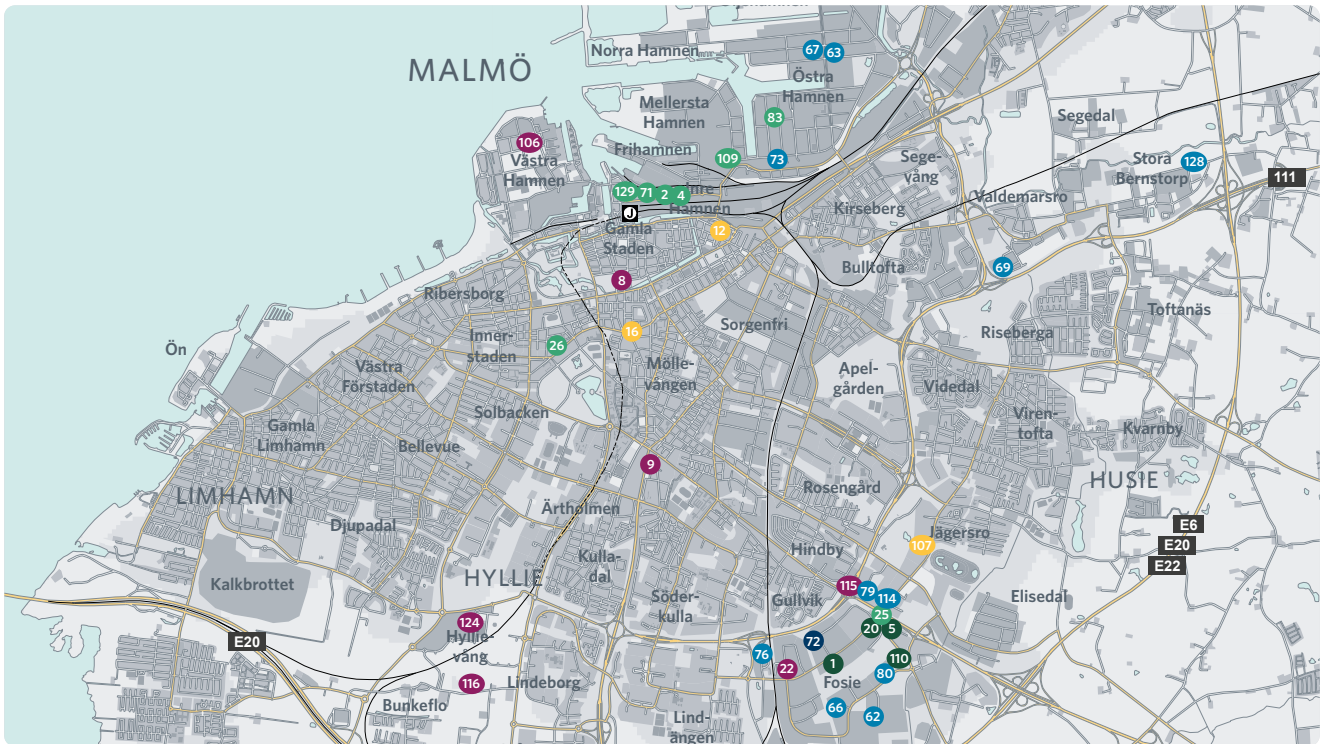 Norra Hamnen
67
63
MALMÖ
Östra
Hamnen
Mellersta
Hamnen
83
Segedal
106
Västra
Hamnen
Frihamnen
109
73
Sege-
vång
Stora
Bernstorp
128
111
129
71
2
4
Inre
Hamnen
Kirseberg
Valdemarsro
Gamla
Staden
12
8
Bulltofta
69
Ribersborg
16
Sorgenfri
Toftanäs
Riseberga
Inner-
staden
26
Ön
Västra
Förstaden
Mölle-
vången
Apel-
gården
Videdal
Solbacken
Viren-
tofta
Kvarnby
Gamla
Limhamn
Bellevue
9
LIMHAMN
Rosengård
HUSIE
Ärtholmen
Djupadal
E6
E20
E22
Jägersro
107
Hindby
Kulla-
dal
HYLLIE
Kalkbrottet
115
79
114
Gullvik
Elisedal
Söder-
kulla
25
20
5
124
Hyllie-
vång
E20
72
76
22
1
110
80
Fosie
116
Lindeborg
Bunkeflo
66
62
Lind-
ängen